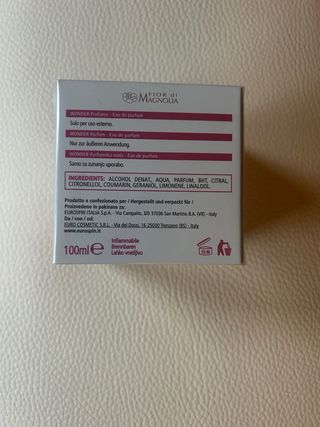 FIOR di
MAGNOLIA
WONDER Profumo - Eau de parfum
Solo per uso esterno.
WONDER Parfum - Eau de parfum
Nur zur äußeren Anwendung.
WONDER Parfumska voda - Eau de parfum
Samo za zunanjo uporabo.
INGREDIENTS: ALCOHOL DENAT., AQUA, PARFUM, BHT, CITRAL,
CITRONELLOL, COUMARIN, GERANIOL, LIMONENE, LINALOOL.
Prodotto e confezionato per / Hergestellt und verpackt für /
Proizvedeno in pakirano za:
EUROSPIN ITALIA S.p.A. - Via Campalto, 3/D 37036 San Martino B.A. (VR) - Italy
Da / von / od:
EURO COSMETIC S.R.L. - Via dei Dossi, 16 25030 Trenzano (BS) - Italy
www.eurospin.it
100ml e
Infiammabile
Brennbaren
Lahko vnetljivo